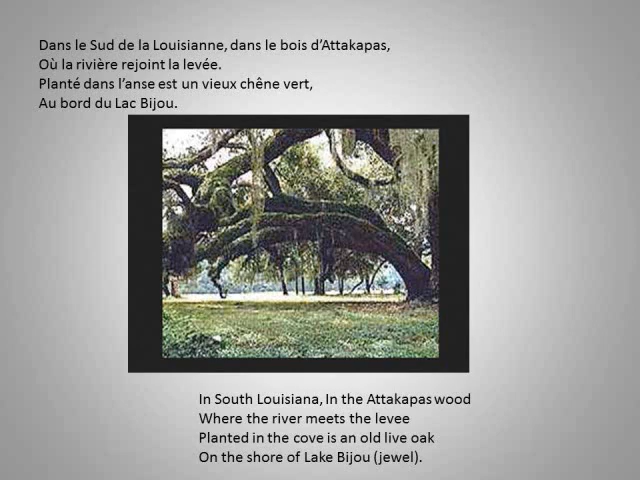 Dans le Sud de la Louisianne, dans le bois d’Attakapas,
Où la rivière rejoint la levée.
Planté dans l’anse est un vieux chêne vert,
Au bord du Lac Bijou.
In South Louisiana, In the Attakapas wood
Where the river meets the levee
Planted in the cove is an old live oak
On the shore of Lake Bijou (jewel).